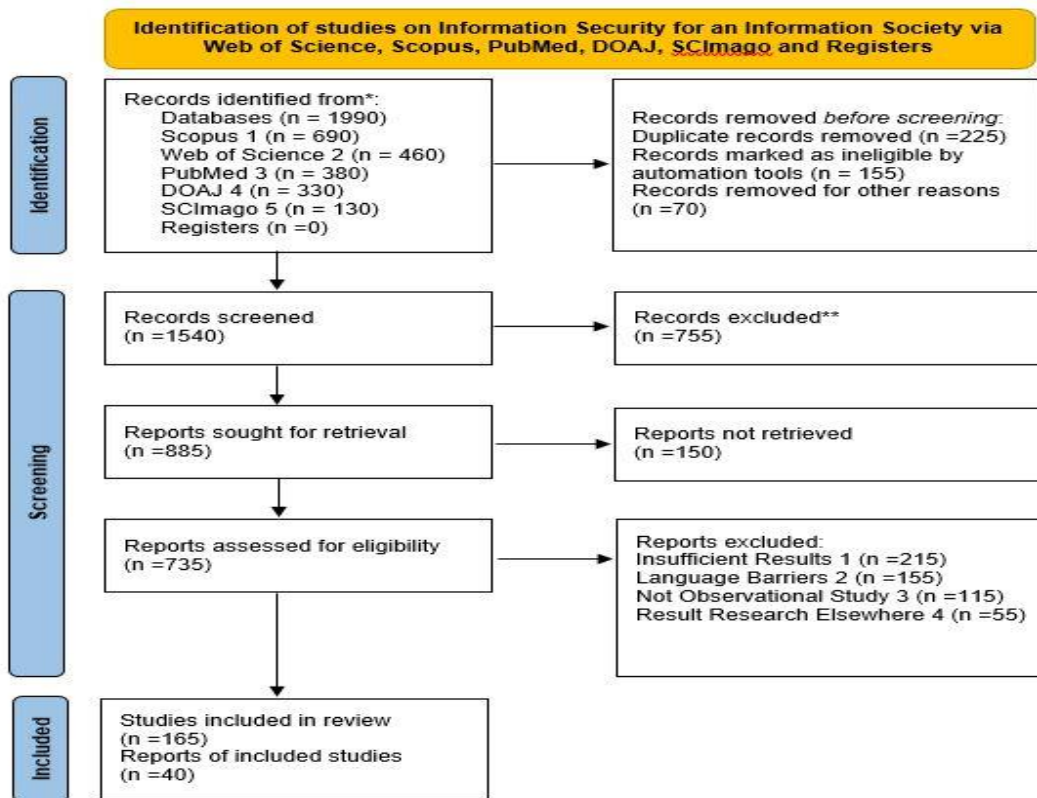 Identification of studies on Information Security for an Information Society via
Web of Science, Scopus, PubMed, DOAJ, SCImago and Registers
Identification
Records identified from*:
Databases (n = 1990)
Scopus 1 (n = 690)
Web of Science 2 (n = 460)
PubMed 3 (n = 380)
DOAJ 4 (n = 330)
SCImago 5 (n = 130)
Registers (n =0)
Records removed before screening:
Duplicate records removed (n =225)
Records marked as ineligible by
automation tools (n = 155)
Records removed for other reasons
(n =70)
Screening
Records screened
(n =1540)
Records excluded**
(n =755)
Reports sought for retrieval
(n =885)
Reports not retrieved
(n =150)
Reports assessed for eligibility
(n =735)
Reports excluded:
Insufficient Results 1 (n =215)
Language Barriers 2 (n =155)
Not Observational Study 3 (n =115)
Result Research Elsewhere 4 (n =55)
Included
Studies included in review
(n =165)
Reports of included studies
(n =40)